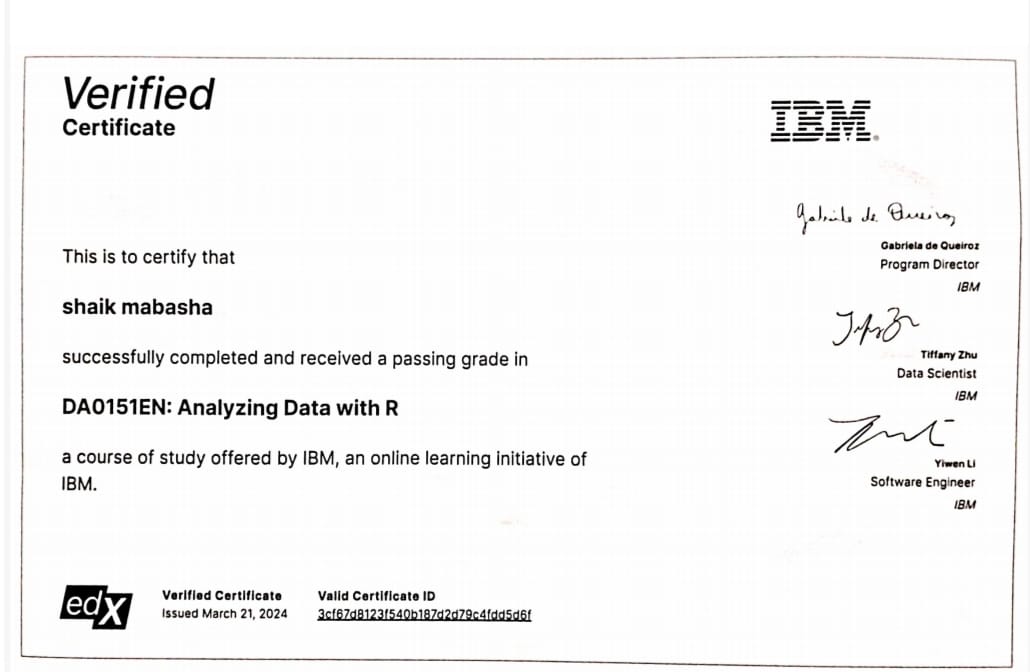 Verified
Certificate
IBM
This is to certify that
shaik mabasha
successfully completed and received a passing grade in
DA0151EN: Analyzing Data with R
a course of study offered by IBM, an online learning initiative of
IBM.
Gabriela de Queiroz
Gabriela de Queiroz
Program Director
IBM
Tiffany Zhu
Data Scientist
IBM
Yiwen Li
Software Engineer
IBM
edX
Verified Certificate
Issued March 21, 2024
Valid Certificate ID
3cf67d8123f540b187d2d79c4fdd5d6f